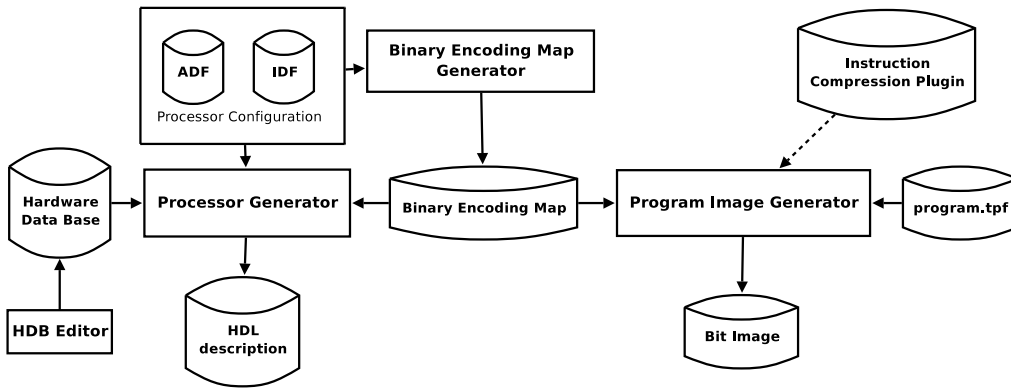 ADF
IDF
Processor Configuration
Binary Encoding Map
Generator
Instruction
Compression Plugin
Hardware
Data Base
Processor Generator
Binary Encoding Map
Program Image Generator
program.tpf
HDB Editor
HDL
description
Bit Image